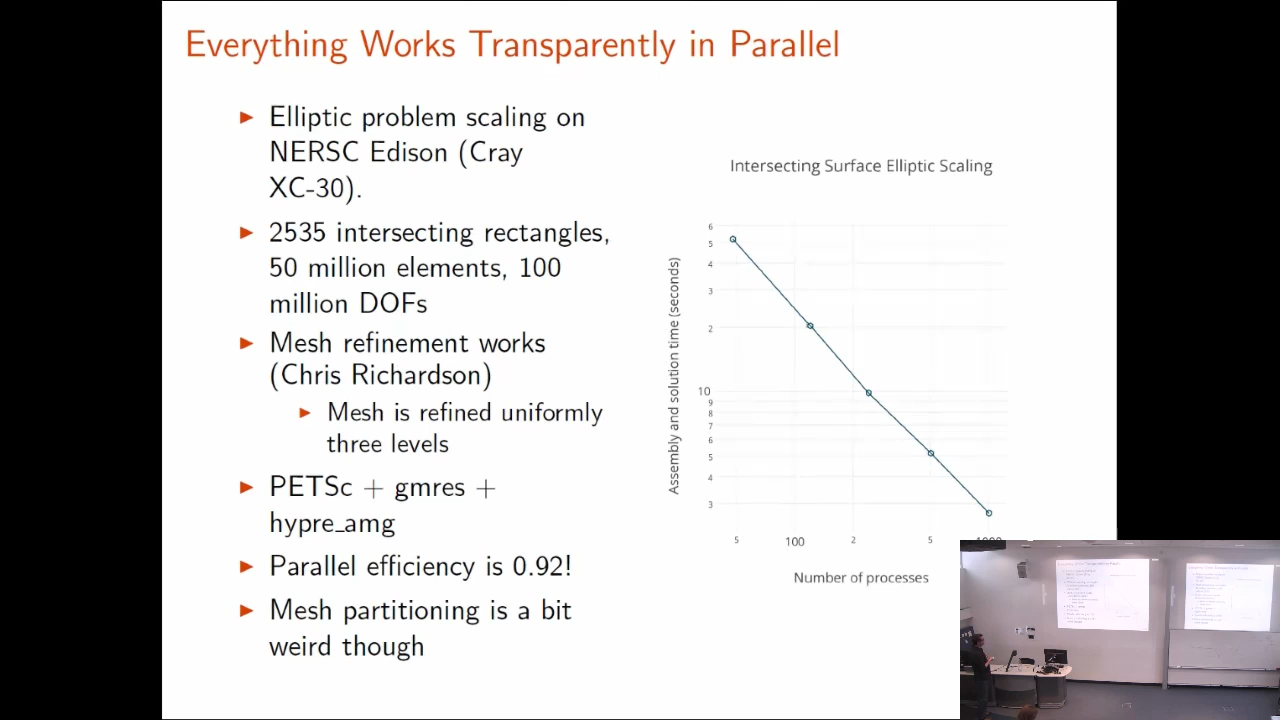 Everything Works Transparently in Parallel
Elliptic problem scaling on
NERSC Edison (Cray
XC-30).
2535 intersecting rectangles,
50 million elements, 100
million DOFs
Mesh refinement works
(Chris Richardson)
Mesh is refined uniformly
three levels
PETSc + gmres +
hypre_amg
Parallel efficiency is 0.92!
Mesh partitioning is a bit
weird though
Intersecting Surface Elliptic Scaling
Assembly and solution time (seconds)
6
5
4
3
2
10
9
8
7
6
5
4
3
5
100
2
5
1000
Number of processes